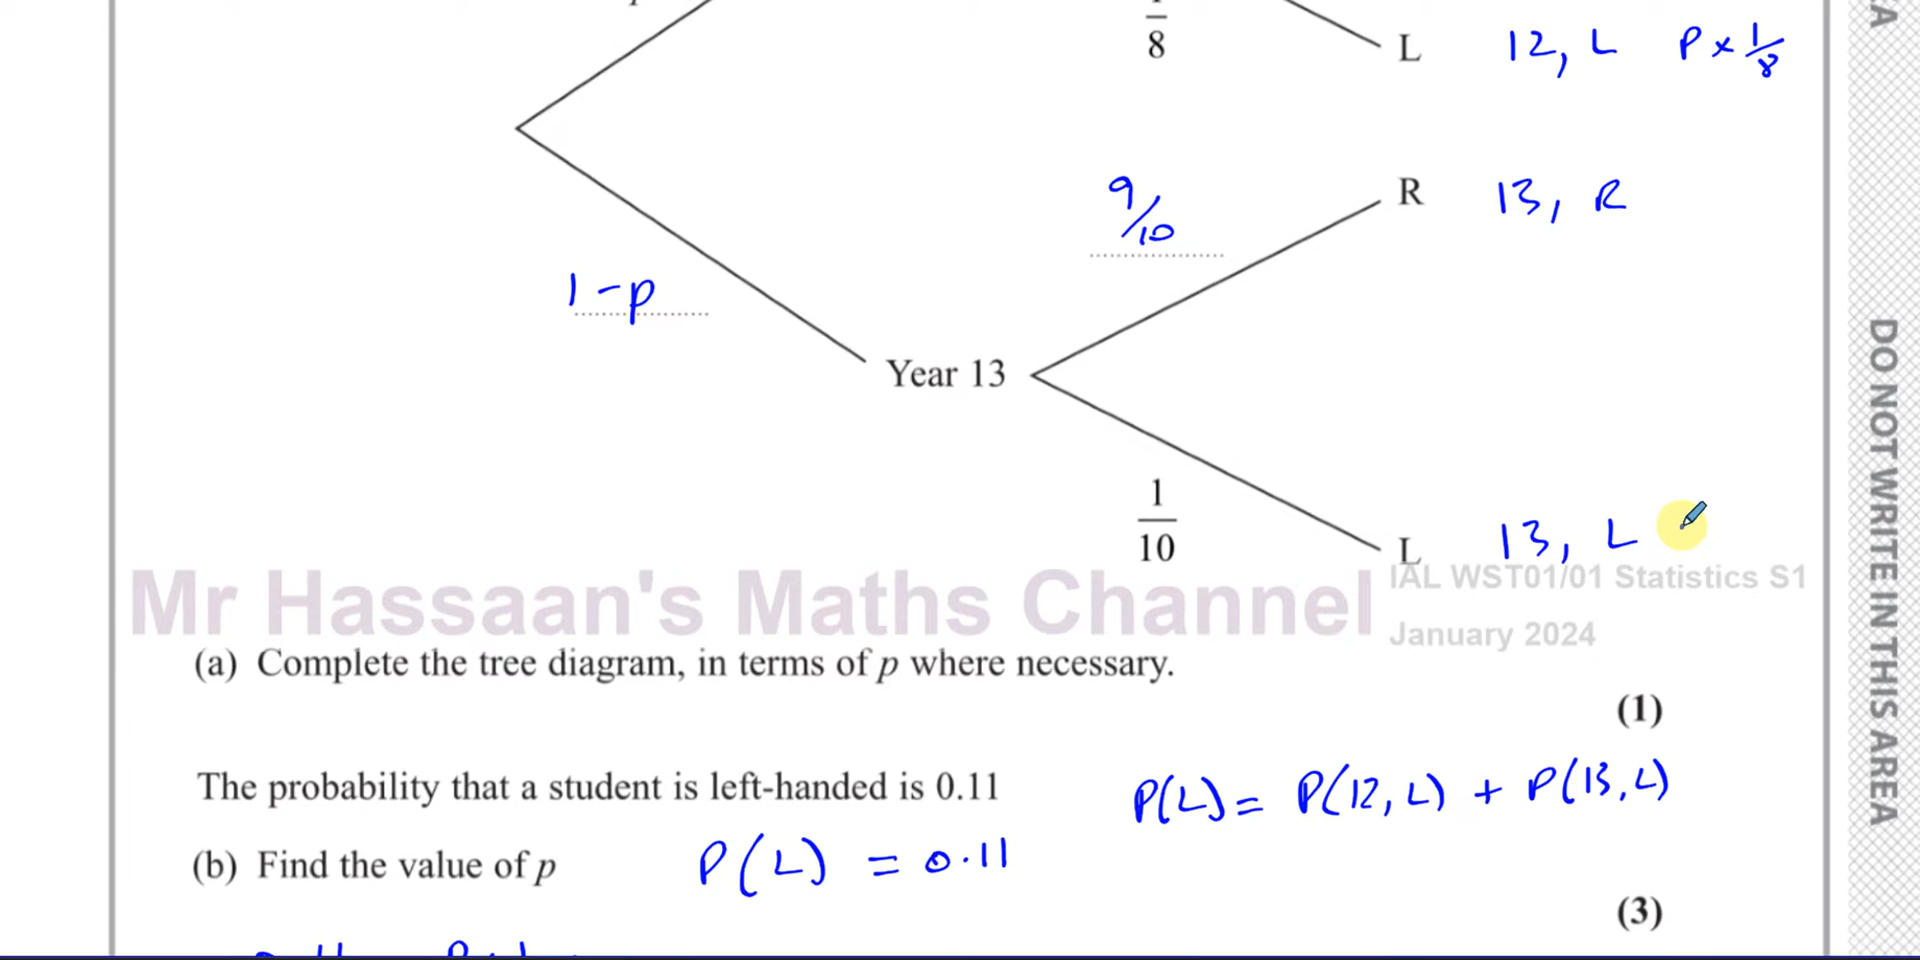 8
L 12, L P × 1/8
9/10
R 13, R
1-p
Year 13
1
10
L 13, L
Mr Hassaan's Maths Channel
IAL WST01/01 Statistics S1
January 2024
(a) Complete the tree diagram, in terms of p where necessary.
(1)
The probability that a student is left-handed is 0.11
P(L) = P(12, L) + P(13, L)
(b) Find the value of p
P(L) = 0.11
(3)
DO NOT WRITE IN THIS AREA